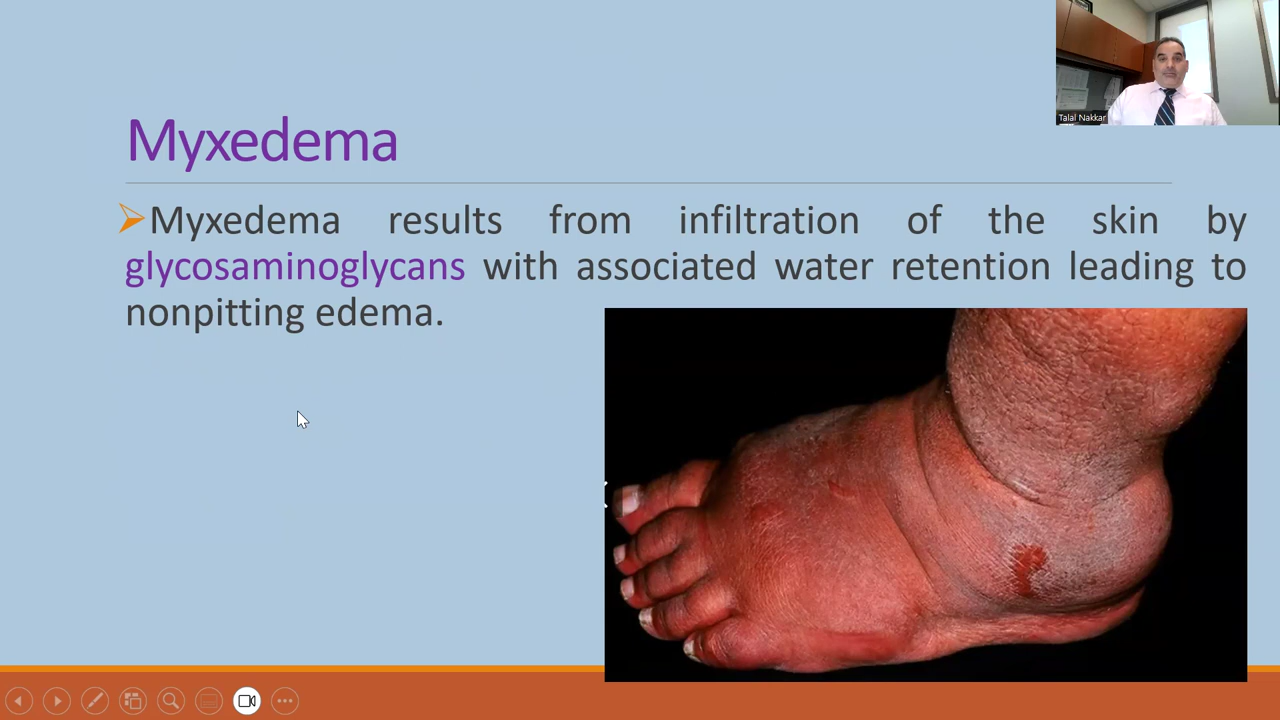 Talal Nakkar
Myxedema
Myxedema results from infiltration of the skin by
glycosaminoglycans with associated water retention leading to
nonpitting edema.